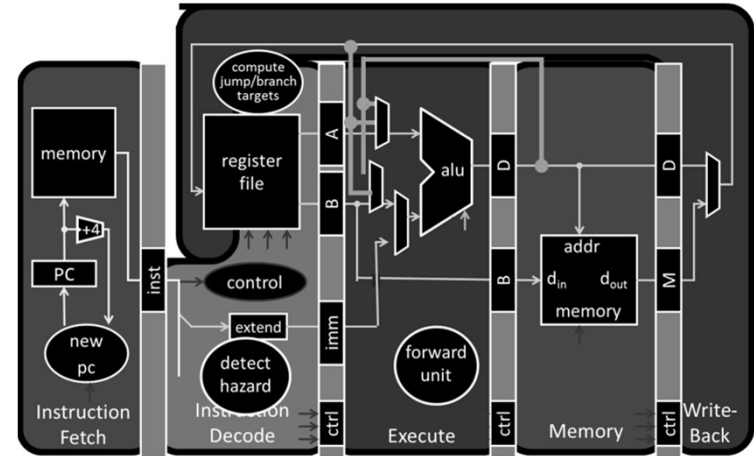 compute
jump/branch
targets
memory
register
file
A
B
alu
D
D
+4
PC
inst
new
pc
control
extend
detect
hazard
imm
forward
unit
B
addr
d_in
d_out
memory
M
Instruction
Fetch
Instruction
Decode
ctrl
Execute
ctrl
Memory
ctrl
Write-
Back